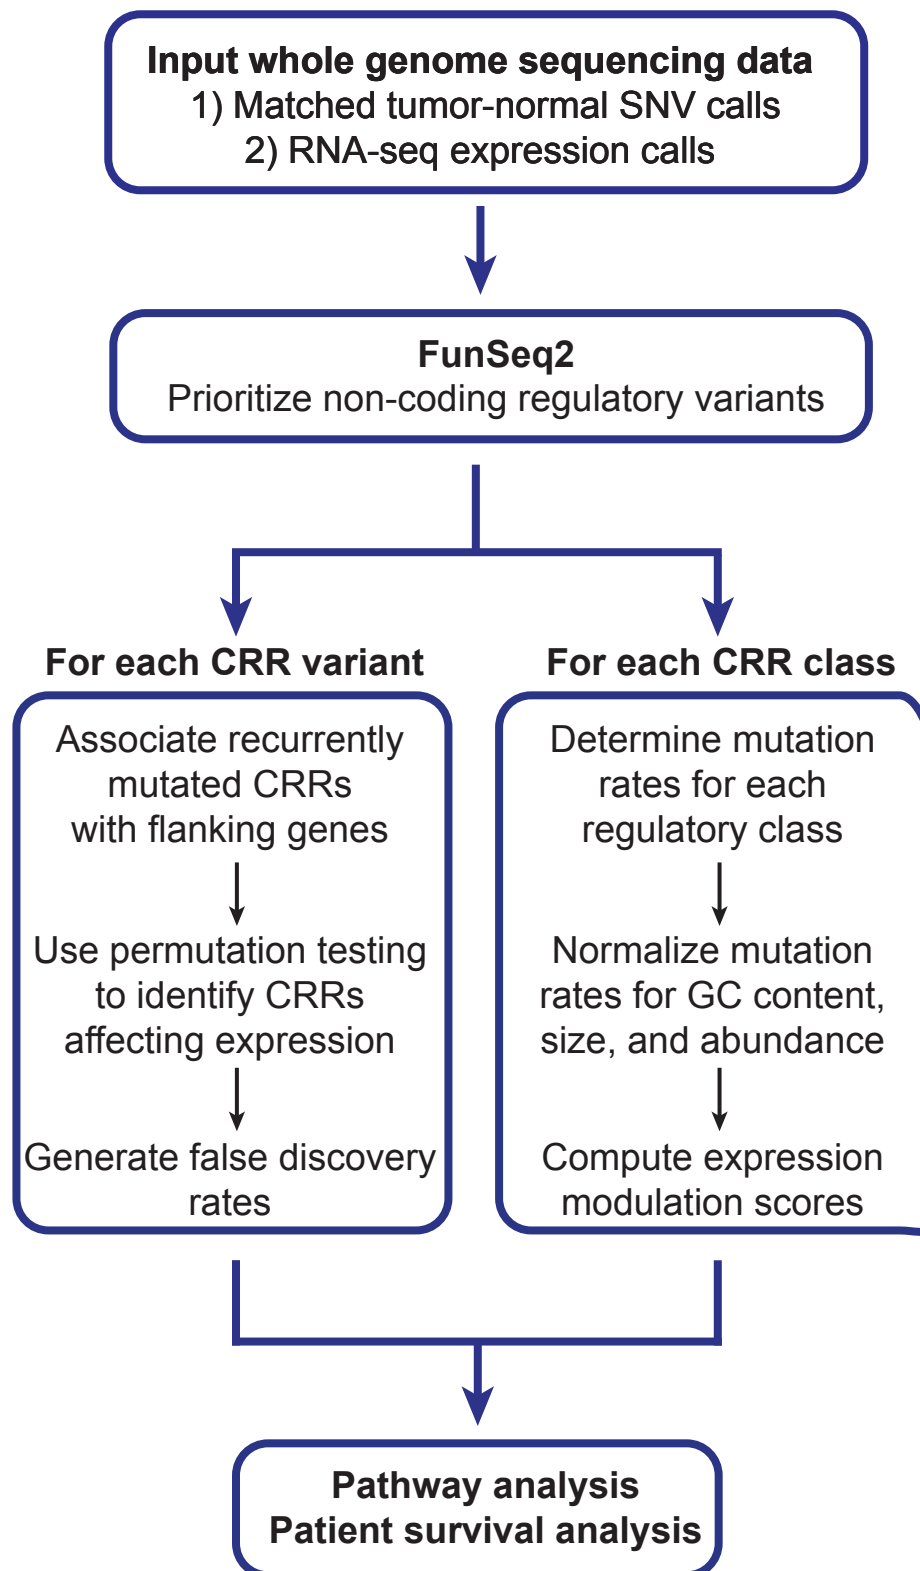 Input whole genome sequencing data
1) Matched tumor-normal SNV calls
2) RNA-seq expression calls
FunSeq2
Prioritize non-coding regulatory variants
For each CRR variant
Associate recurrently
mutated CRRs
with flanking genes
Use permutation testing
to identify CRRs
affecting expression
Generate false discovery
rates
For each CRR class
Determine mutation
rates for each
regulatory class
Normalize mutation
rates for GC content,
size, and abundance
Compute expression
modulation scores
Pathway analysis
Patient survival analysis